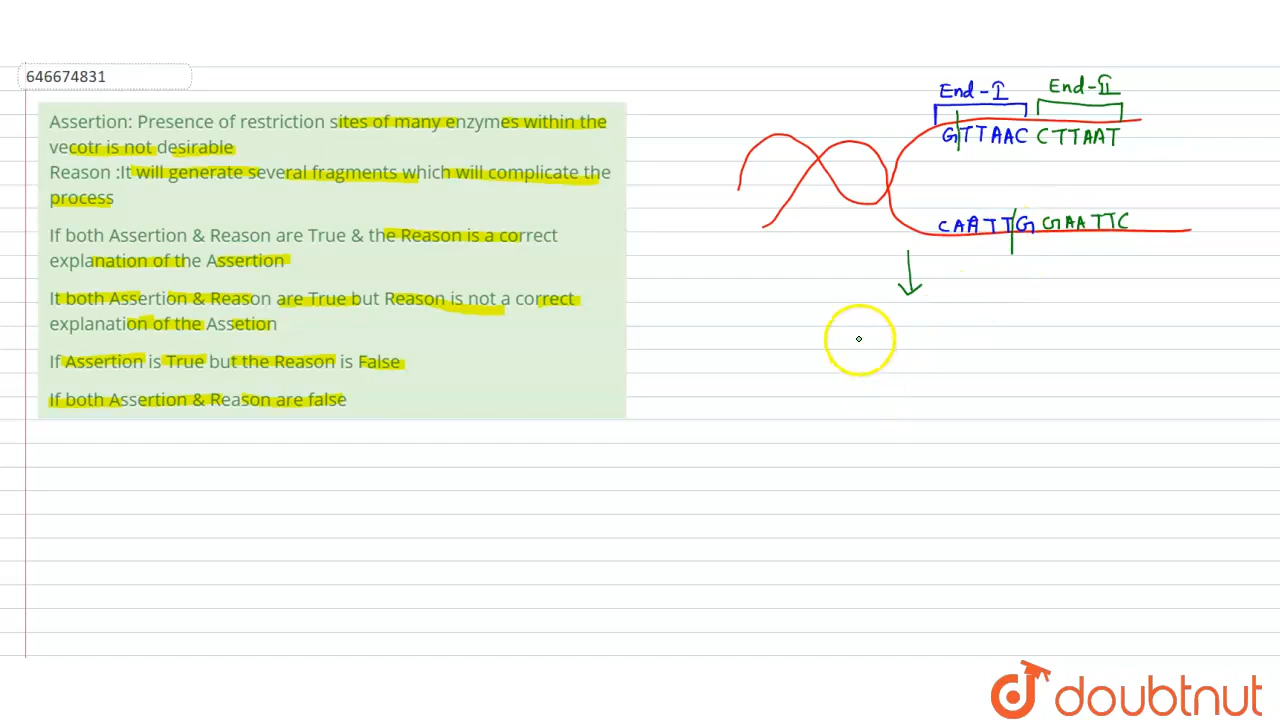 646674831
Assertion: Presence of restriction sites of many enzymes within the
vecotr is not desirable
Reason :It will generate several fragments which will complicate the
process
If both Assertion & Reason are True & the Reason is a correct
explanation of the Assertion
It both Assertion & Reason are True but Reason is not a correct
explanation of the Assetion
If Assertion is True but the Reason is False
If both Assertion & Reason are false
End-I End-II
GTTAAC CTTAAT
CAATTG GAATTC
doubtnut